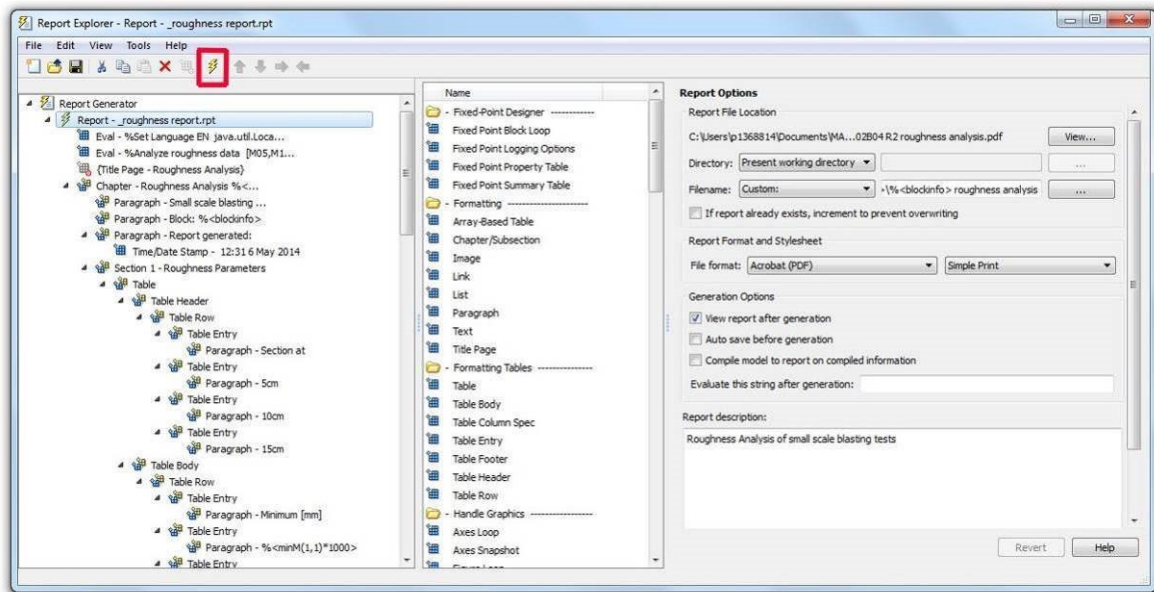 Report Explorer - Report - _roughness report.rpt
File Edit View Tools Help
Report Generator
Report - _roughness report.rpt
Eval - %Set Language EN java.util.Loca...
Eval - %Analyze roughness data [M05,M1...
{Title Page - Roughness Analysis}
Chapter - Roughness Analysis %<...
Paragraph - Small scale blasting ...
Paragraph - Block: %<blockinfo>
Paragraph - Report generated:
Time/Date Stamp - 12:31 6 May 2014
Section 1 - Roughness Parameters
Table
Table Header
Table Row
Table Entry
Paragraph - Section at
Table Entry
Paragraph - 5cm
Table Entry
Paragraph - 10cm
Table Entry
Paragraph - 15cm
Table Body
Table Row
Table Entry
Paragraph - Minimum [mm]
Table Entry
Paragraph - %<minM(1,1)*1000>
Table Entry
Name
- Fixed-Point Designer ------------
Fixed Point Block Loop
Fixed Point Logging Options
Fixed Point Property Table
Fixed Point Summary Table
- Formatting ----------------------
Array-Based Table
Chapter/Subsection
Image
Link
List
Paragraph
Text
Title Page
- Formatting Tables ---------------
Table
Table Body
Table Column Spec
Table Entry
Table Footer
Table Header
Table Row
- Handle Graphics -----------------
Axes Loop
Axes Snapshot
Figure Loop
Report Options
Report File Location
C:\Users\p1368814\Documents\MA...02B04 R2 roughness analysis.pdf View...
Directory: Present working directory ...
Filename: Custom: \%<blockinfo> roughness analysis ...
If report already exists, increment to prevent overwriting
Report Format and Stylesheet
File format: Acrobat (PDF) Simple Print
Generation Options
View report after generation
Auto save before generation
Compile model to report on compiled information
Evaluate this string after generation:
Report description:
Roughness Analysis of small scale blasting tests
Revert Help